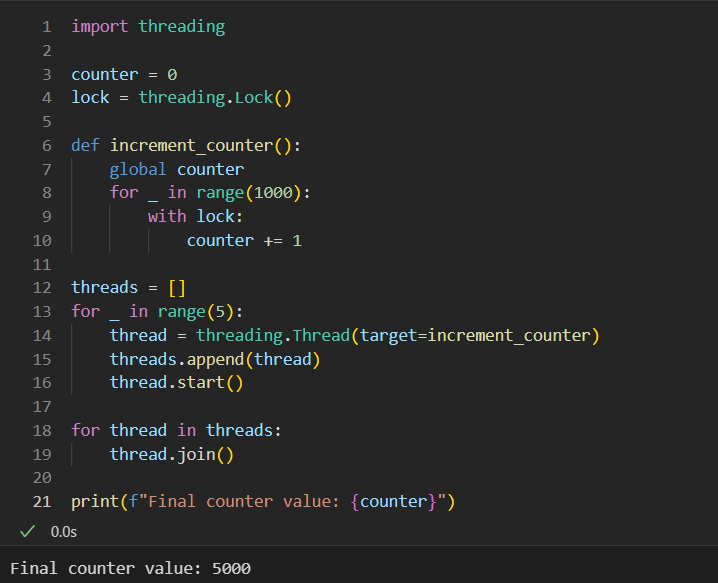 1 import threading
2
3 counter = 0
4 lock = threading.Lock()
5
6 def increment_counter():
7     global counter
8     for _ in range(1000):
9         with lock:
10             counter += 1
11
12 threads = []
13 for _ in range(5):
14     thread = threading.Thread(target=increment_counter)
15     threads.append(thread)
16     thread.start()
17
18 for thread in threads:
19     thread.join()
20
21 print(f"Final counter value: {counter}")
✓ 0.0s
Final counter value: 5000